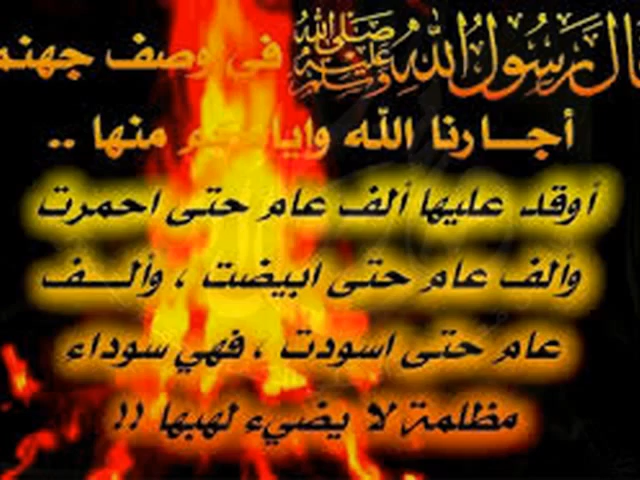 قال رسول الله صلى الله عليه وسلم في وصف جهنم
أجارنا الله وإياكم منها ..
أوقد عليها ألف عام حتى احمرت
وألف عام حتى ابيضت ، وألــف
عام حتى اسودت ، فهي سوداء
مظلمة لا يضيء لهبها !!